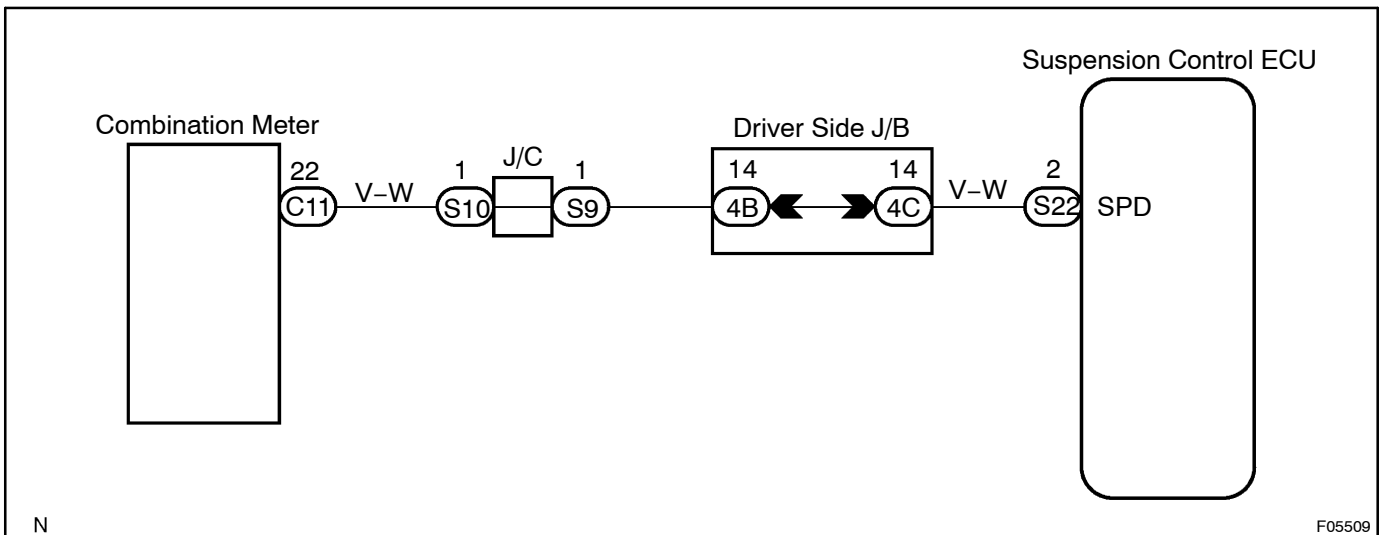 Suspension Control ECU
Combination Meter
Driver Side J/B
J/C
22
1
1
14
14
2
C11
V−W
S10
S9
4B
4C
V−W
S22
SPD
N
F05509